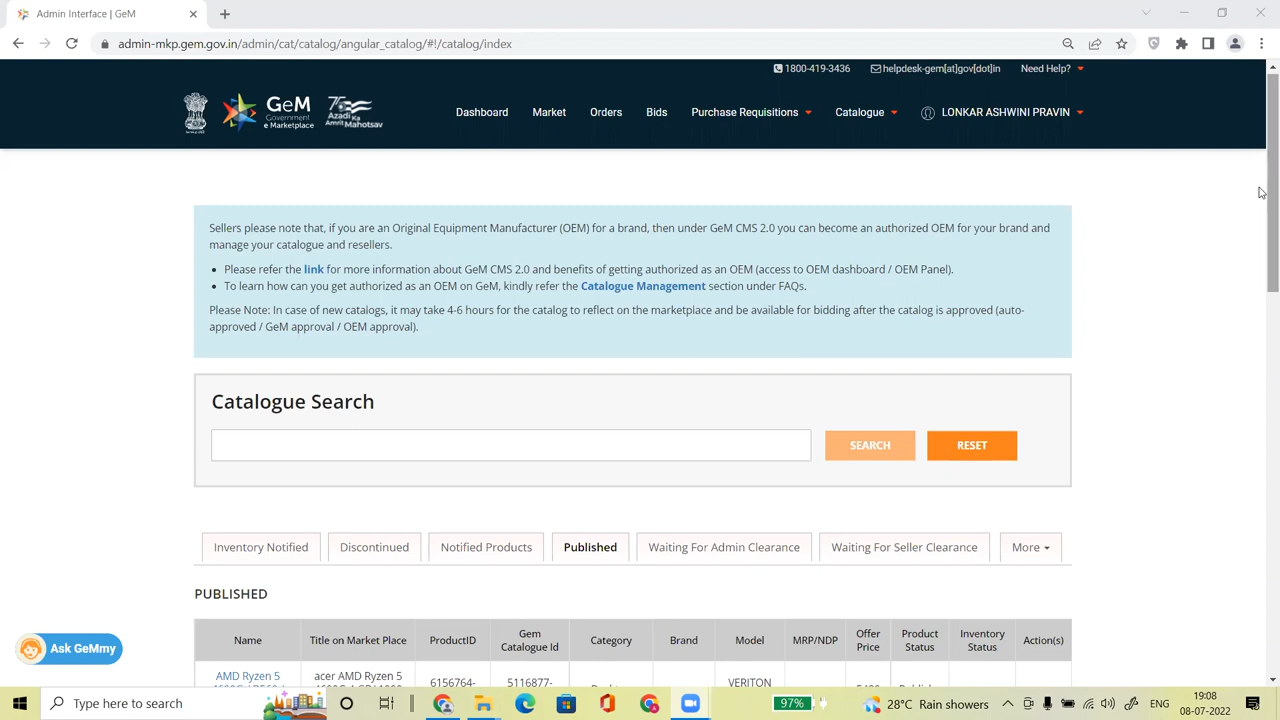 Admin Interface | GeM
admin-mkp.gem.gov.in/admin/cat/catalog/angular_catalog/#!/catalog/index
1800-419-3436 helpdesk-gem[at]gov[dot]in Need Help?
GeM Government e Marketplace
75 Azadi Ka Amrit Mahotsav
Dashboard Market Orders Bids Purchase Requisitions Catalogue LONKAR ASHWINI PRAVIN
Sellers please note that, if you are an Original Equipment Manufacturer (OEM) for a brand, then under GeM CMS 2.0 you can become an authorized OEM for your brand and
manage your catalogue and resellers.
Please refer the link for more information about GeM CMS 2.0 and benefits of getting authorized as an OEM (access to OEM dashboard / OEM Panel).
To learn how can you get authorized as an OEM on GeM, kindly refer the Catalogue Management section under FAQs.
Please Note: In case of new catalogs, it may take 4-6 hours for the catalog to reflect on the marketplace and be available for bidding after the catalog is approved (auto-
approved / GeM approval / OEM approval).
Catalogue Search
SEARCH RESET
Inventory Notified Discontinued Notified Products Published Waiting For Admin Clearance Waiting For Seller Clearance More
PUBLISHED
Name Title on Market Place ProductID Gem Catalogue Id Category Brand Model MRP/NDP Offer Price Product Status Inventory Status Action(s)
AMD Ryzen 5 acer AMD Ryzen 5 6156764- 5116877- VERITON
Ask GeMmy
Type here to search 97% 28°C Rain showers ENG 19:08
08-07-2022